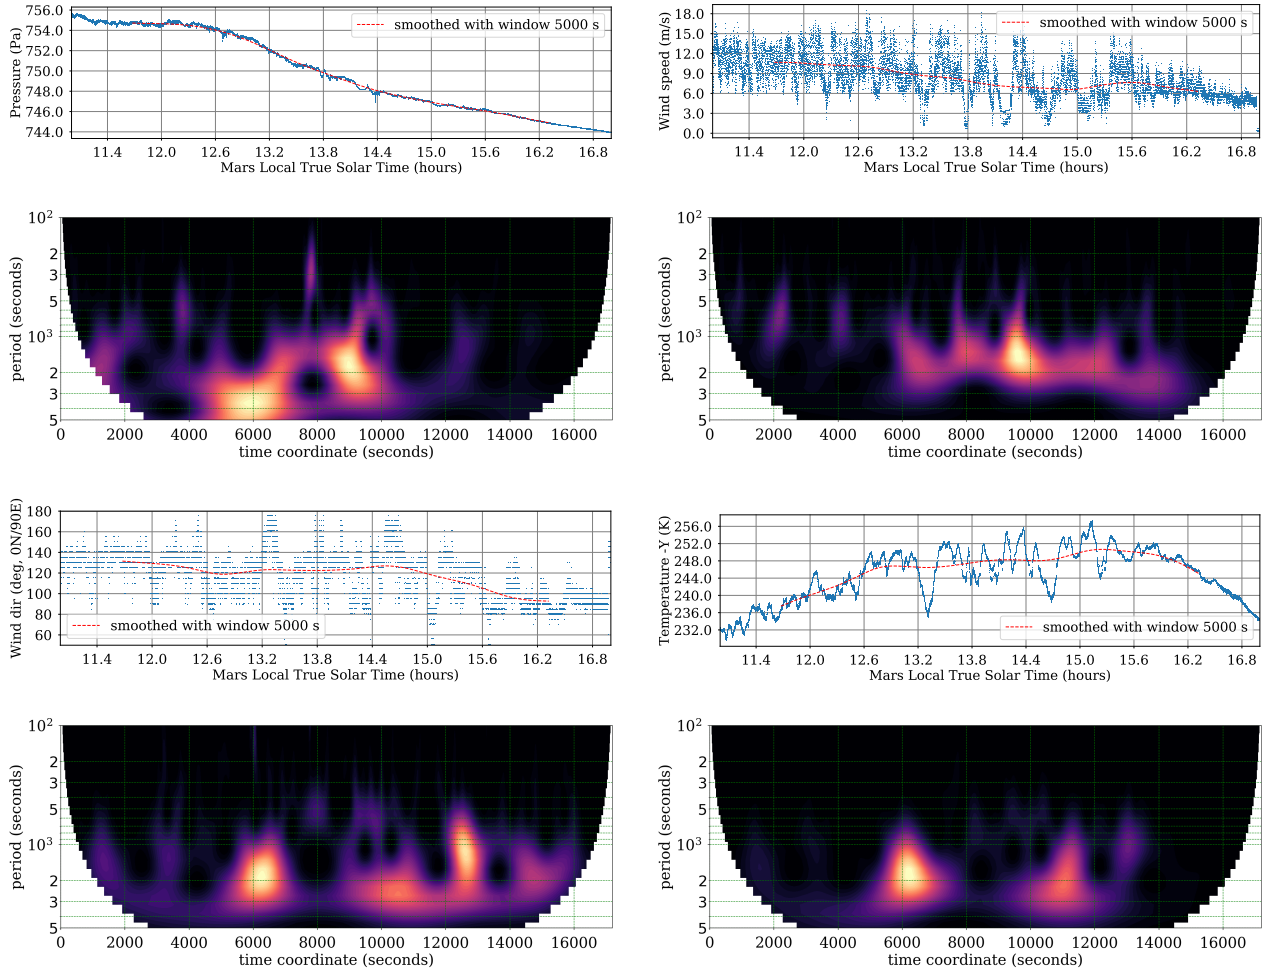 756.0
754.0
752.0
750.0
748.0
746.0
744.0
Pressure (Pa)
smoothed with window 5000 s
11.4 12.0 12.6 13.2 13.8 14.4 15.0 15.6 16.2 16.8
Mars Local True Solar Time (hours)
18.0
15.0
12.0
9.0
6.0
3.0
0.0
Wind speed (m/s)
smoothed with window 5000 s
11.4 12.0 12.6 13.2 13.8 14.4 15.0 15.6 16.2 16.8
Mars Local True Solar Time (hours)
10²
2
3
5
10³
2
3
5
period (seconds)
0 2000 4000 6000 8000 10000 12000 14000 16000
time coordinate (seconds)
10²
2
3
5
10³
2
3
5
period (seconds)
0 2000 4000 6000 8000 10000 12000 14000 16000
time coordinate (seconds)
180
160
140
120
100
80
60
Wind dir (deg, 0N/90E)
smoothed with window 5000 s
11.4 12.0 12.6 13.2 13.8 14.4 15.0 15.6 16.2 16.8
Mars Local True Solar Time (hours)
256.0
252.0
248.0
244.0
240.0
236.0
232.0
Temperature -Y (K)
smoothed with window 5000 s
11.4 12.0 12.6 13.2 13.8 14.4 15.0 15.6 16.2 16.8
Mars Local True Solar Time (hours)
10²
2
3
5
10³
2
3
5
period (seconds)
0 2000 4000 6000 8000 10000 12000 14000 16000
time coordinate (seconds)
10²
2
3
5
10³
2
3
5
period (seconds)
0 2000 4000 6000 8000 10000 12000 14000 16000
time coordinate (seconds)